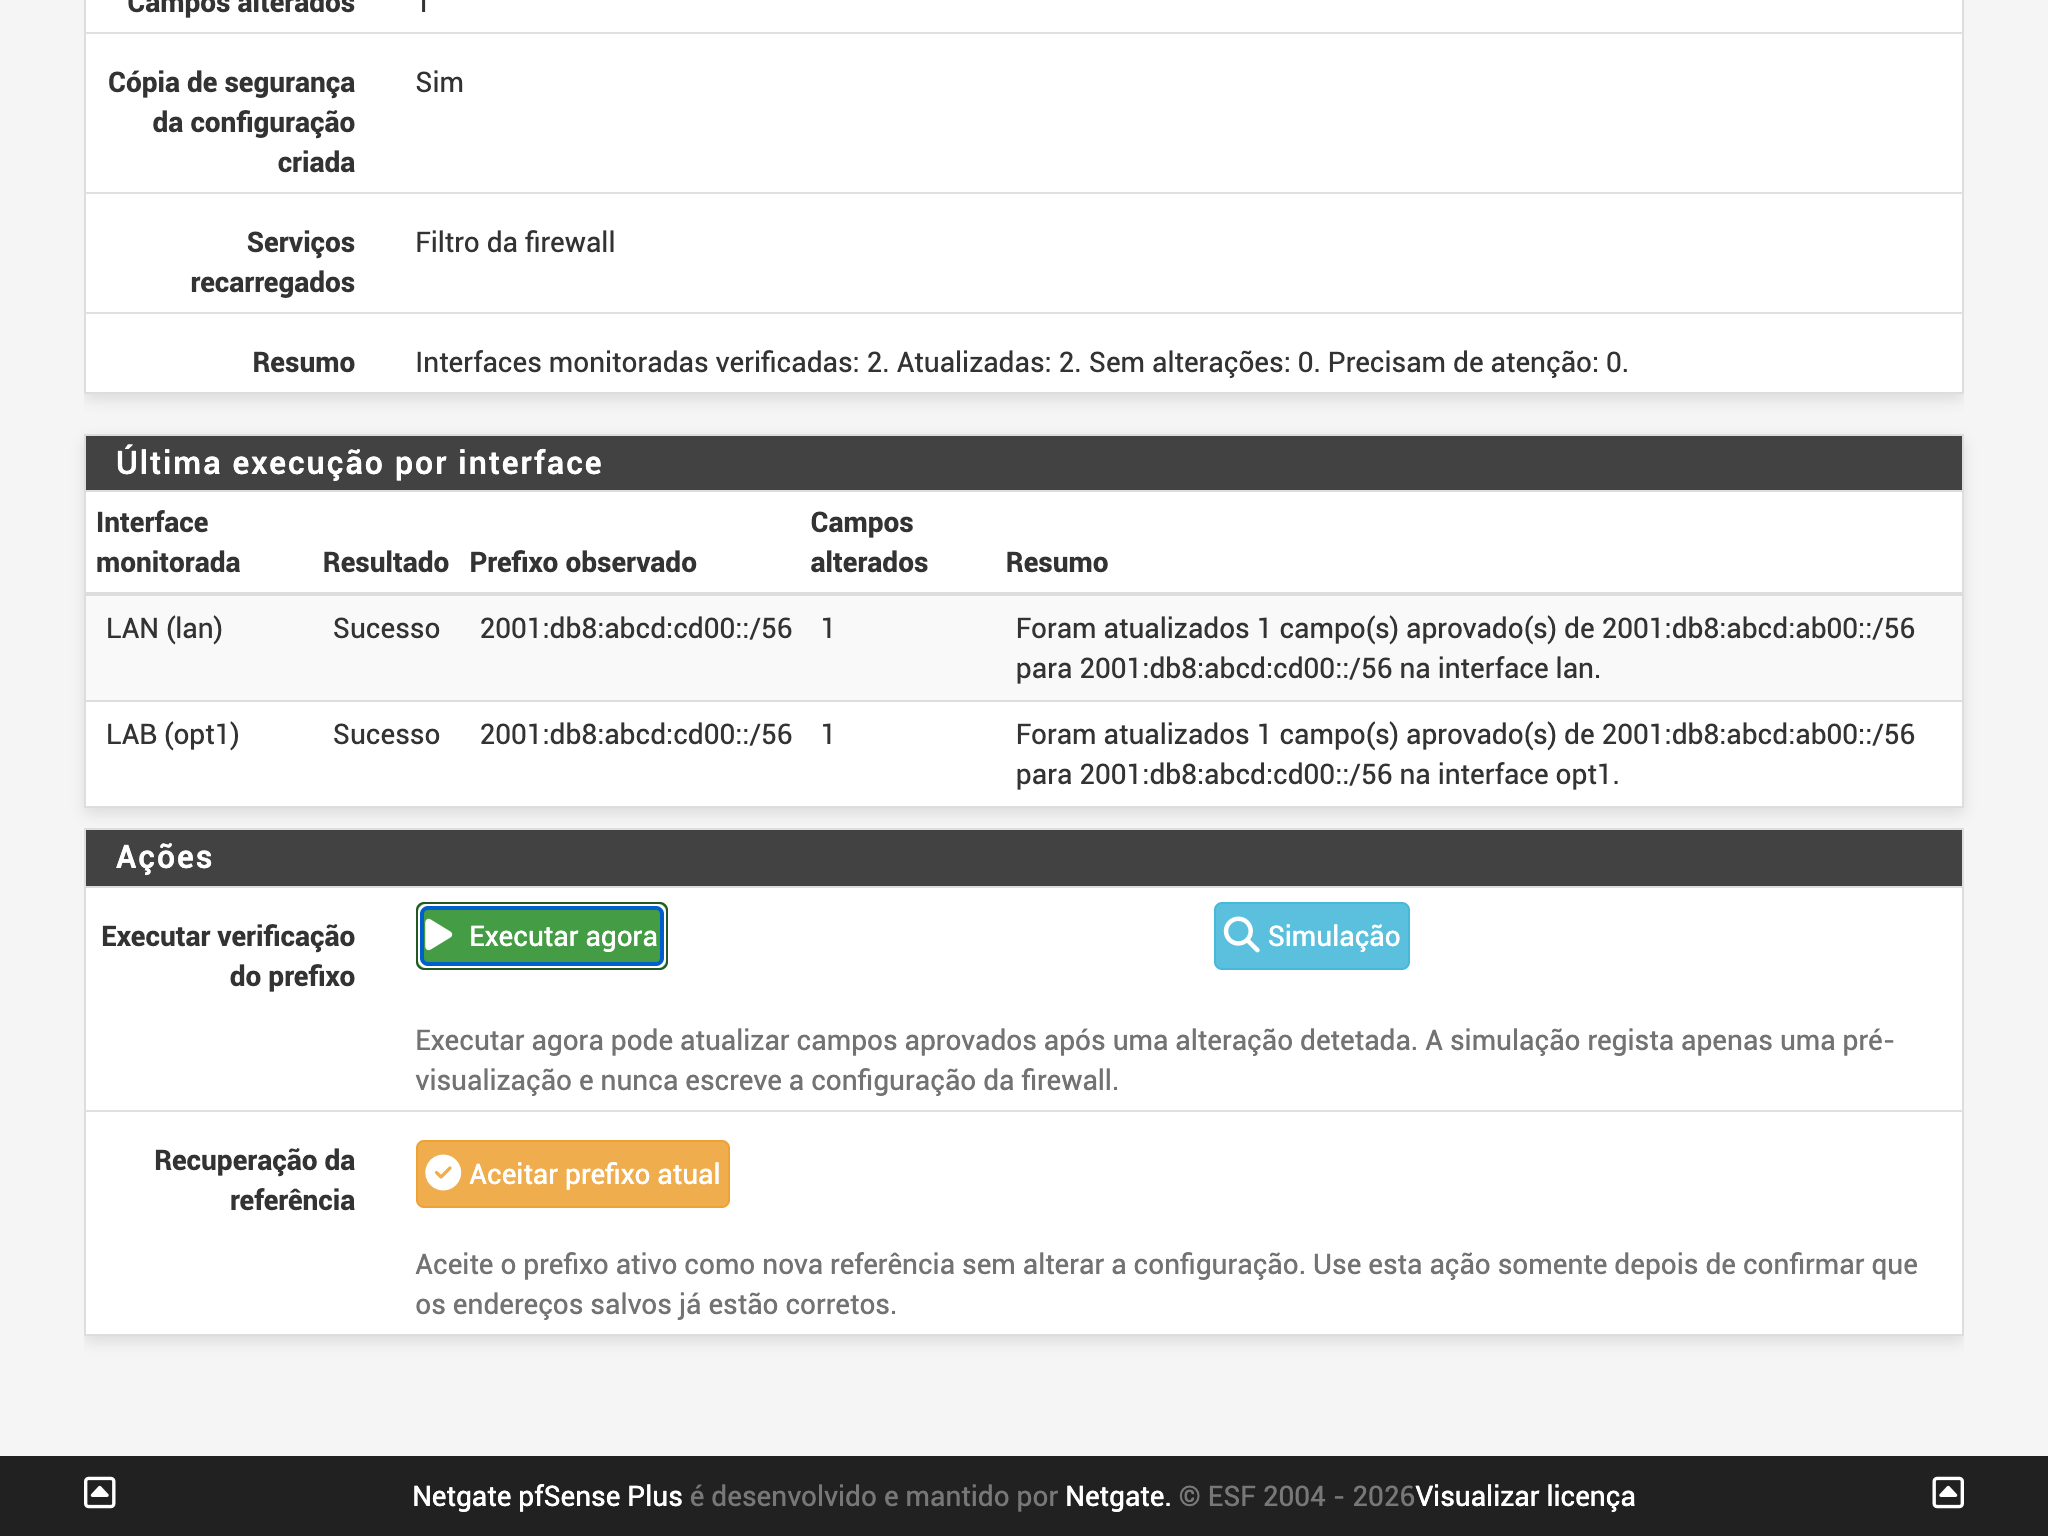 Campos alterados 1
Cópia de segurança Sim
da configuração
criada
Serviços Filtro da firewall
recarregados
Resumo Interfaces monitoradas verificadas: 2. Atualizadas: 2. Sem alterações: 0. Precisam de atenção: 0.
Última execução por interface
Interface Campos
monitorada Resultado Prefixo observado alterados Resumo
LAN (lan) Sucesso 2001:db8:abcd:cd00::/56 1 Foram atualizados 1 campo(s) aprovado(s) de 2001:db8:abcd:ab00::/56
para 2001:db8:abcd:cd00::/56 na interface lan.
LAB (opt1) Sucesso 2001:db8:abcd:cd00::/56 1 Foram atualizados 1 campo(s) aprovado(s) de 2001:db8:abcd:ab00::/56
para 2001:db8:abcd:cd00::/56 na interface opt1.
Ações
Executar verificação Executar agora Simulação
do prefixo
Executar agora pode atualizar campos aprovados após uma alteração detetada. A simulação regista apenas uma pré-
visualização e nunca escreve a configuração da firewall.
Recuperação da Aceitar prefixo atual
referência
Aceite o prefixo ativo como nova referência sem alterar a configuração. Use esta ação somente depois de confirmar que
os endereços salvos já estão corretos.
Netgate pfSense Plus é desenvolvido e mantido por Netgate. © ESF 2004 - 2026Visualizar licença